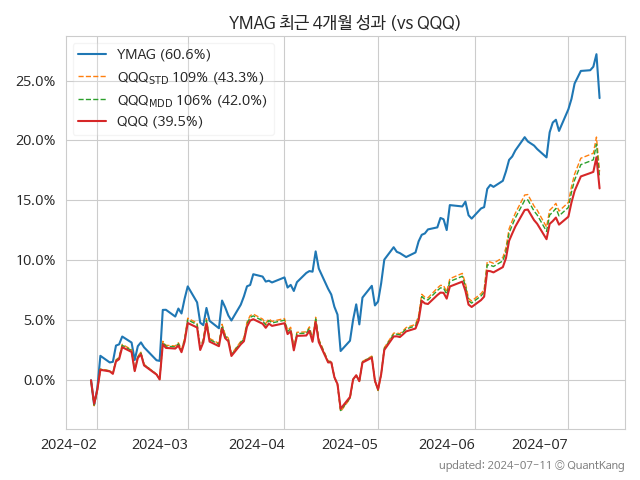 YMAG 최근 4개월 성과 (vs QQQ)
YMAG (60.6%)
QQQSTD 109% (43.3%)
QQQMDD 106% (42.0%)
QQQ (39.5%)
25.0%
20.0%
15.0%
10.0%
5.0%
0.0%
2024-02 2024-03 2024-04 2024-05 2024-06 2024-07
updated: 2024-07-11 © QuantKang